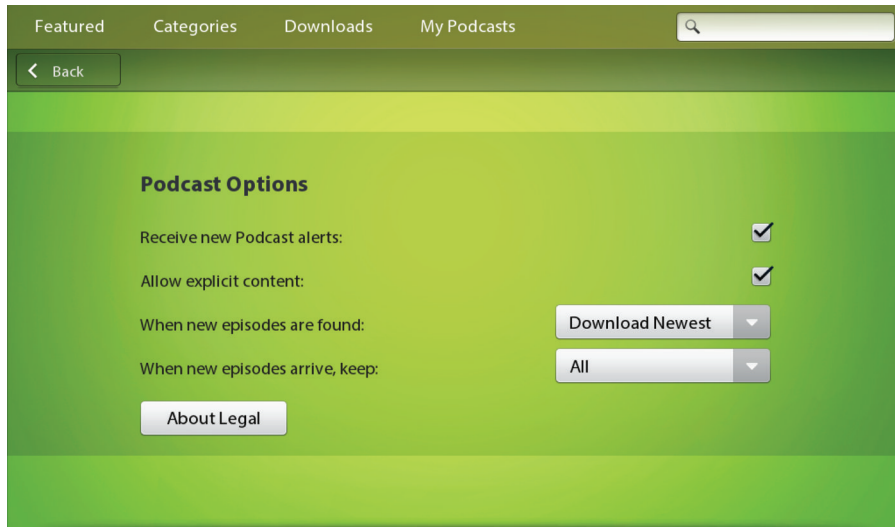 Featured Categories Downloads My Podcasts
Back
Podcast Options
Receive new Podcast alerts:
Allow explicit content:
When new episodes are found: Download Newest
When new episodes arrive, keep: All
About Legal